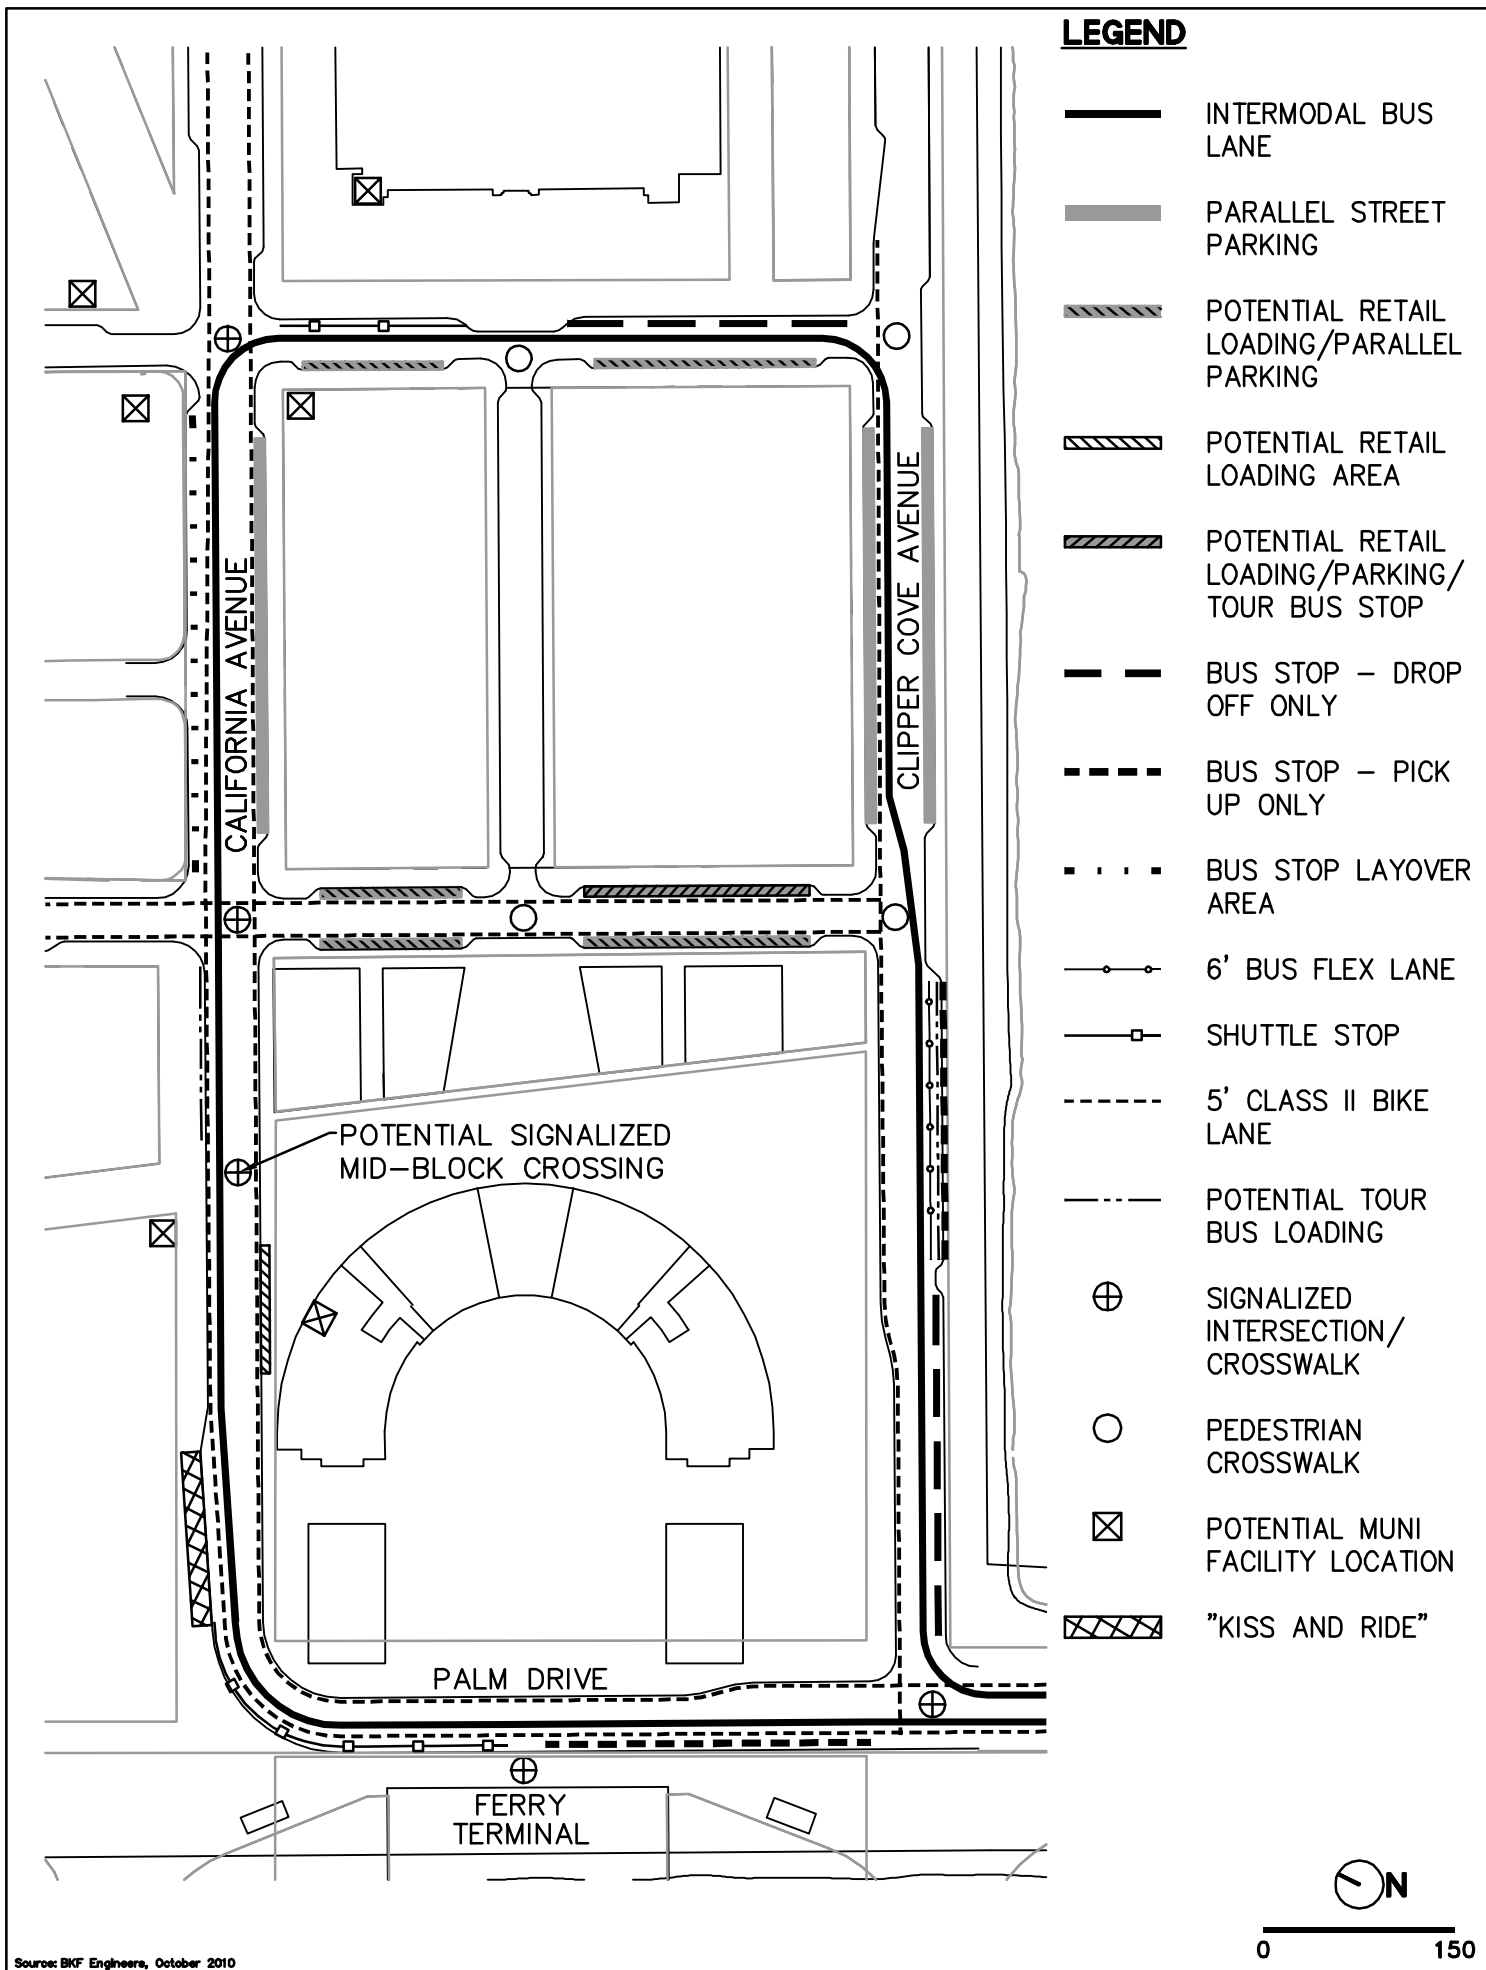 LEGEND
INTERMODAL BUS
LANE
PARALLEL STREET
PARKING
POTENTIAL RETAIL
LOADING/PARALLEL
PARKING
POTENTIAL RETAIL
LOADING AREA
POTENTIAL RETAIL
LOADING/PARKING/
TOUR BUS STOP
BUS STOP – DROP
OFF ONLY
BUS STOP – PICK
UP ONLY
BUS STOP LAYOVER
AREA
6' BUS FLEX LANE
SHUTTLE STOP
5' CLASS II BIKE
LANE
POTENTIAL TOUR
BUS LOADING
SIGNALIZED
INTERSECTION/
CROSSWALK
PEDESTRIAN
CROSSWALK
POTENTIAL MUNI
FACILITY LOCATION
"KISS AND RIDE"
CALIFORNIA AVENUE
CLIPPER COVE AVENUE
POTENTIAL SIGNALIZED
MID–BLOCK CROSSING
PALM DRIVE
FERRY
TERMINAL
N
0 150
Source: BKF Engineers, October 2010